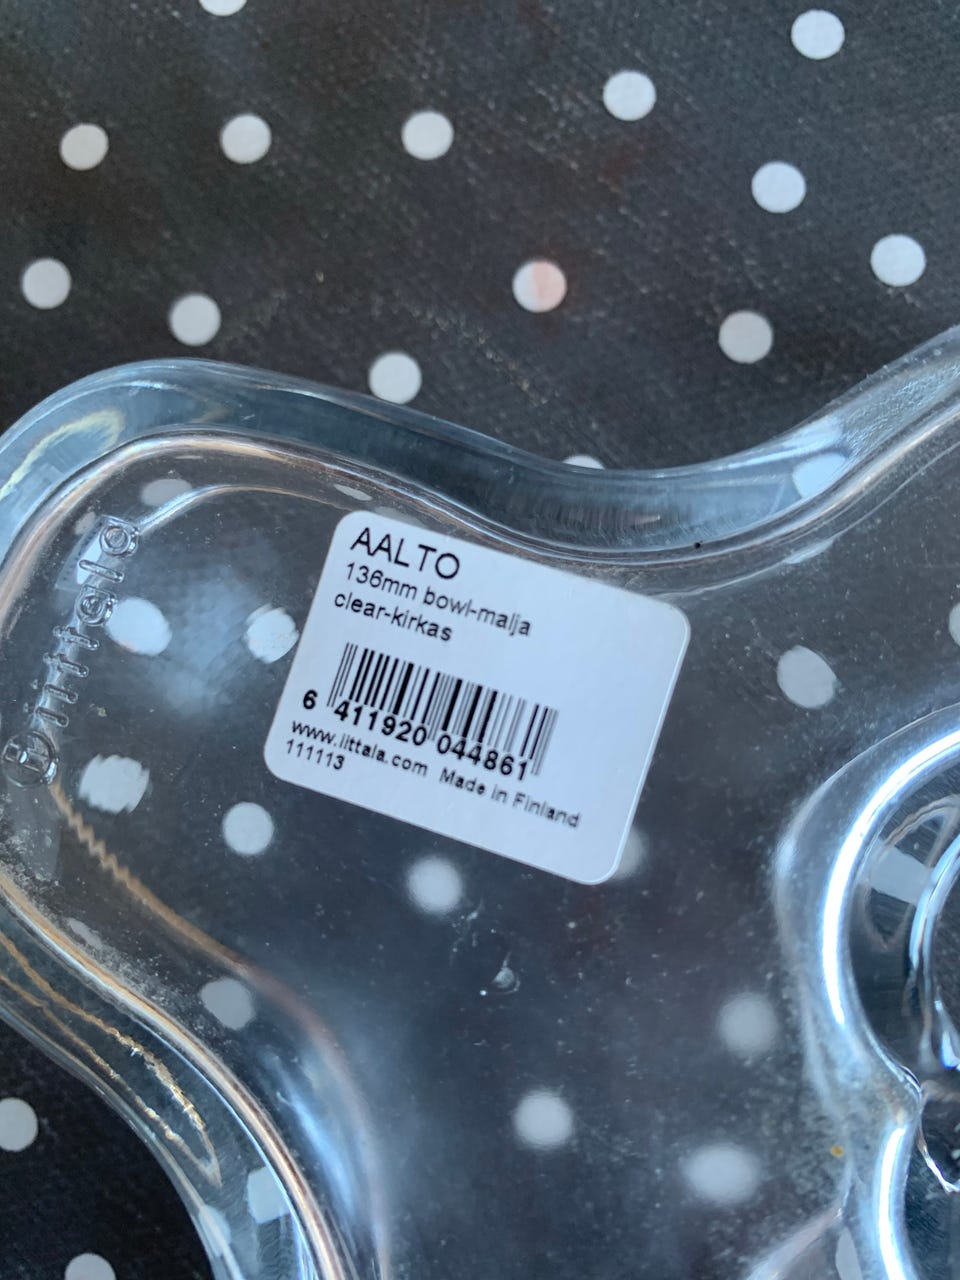 AALTO
136mm bowl-malja
clear-kirkas
6 411920 044861
www.iittala.com Made in Finland
111113
iittala